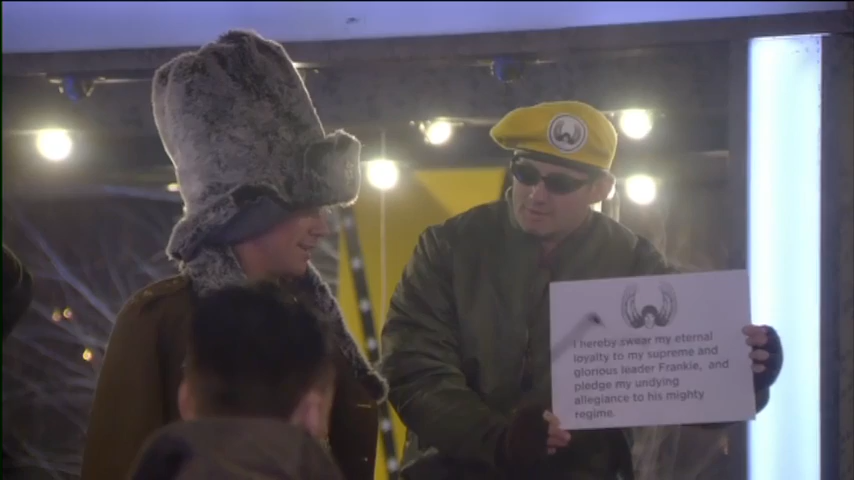 I hereby swear my eternal
loyalty to my supreme and
glorious leader Frankie, and
pledge my undying
allegiance to his mighty
regime.